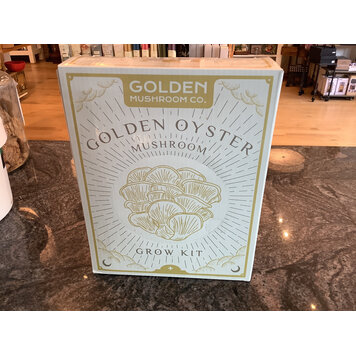 GOLDEN
MUSHROOM CO.
GOLDEN OYSTER
MUSHROOM
GROW KIT